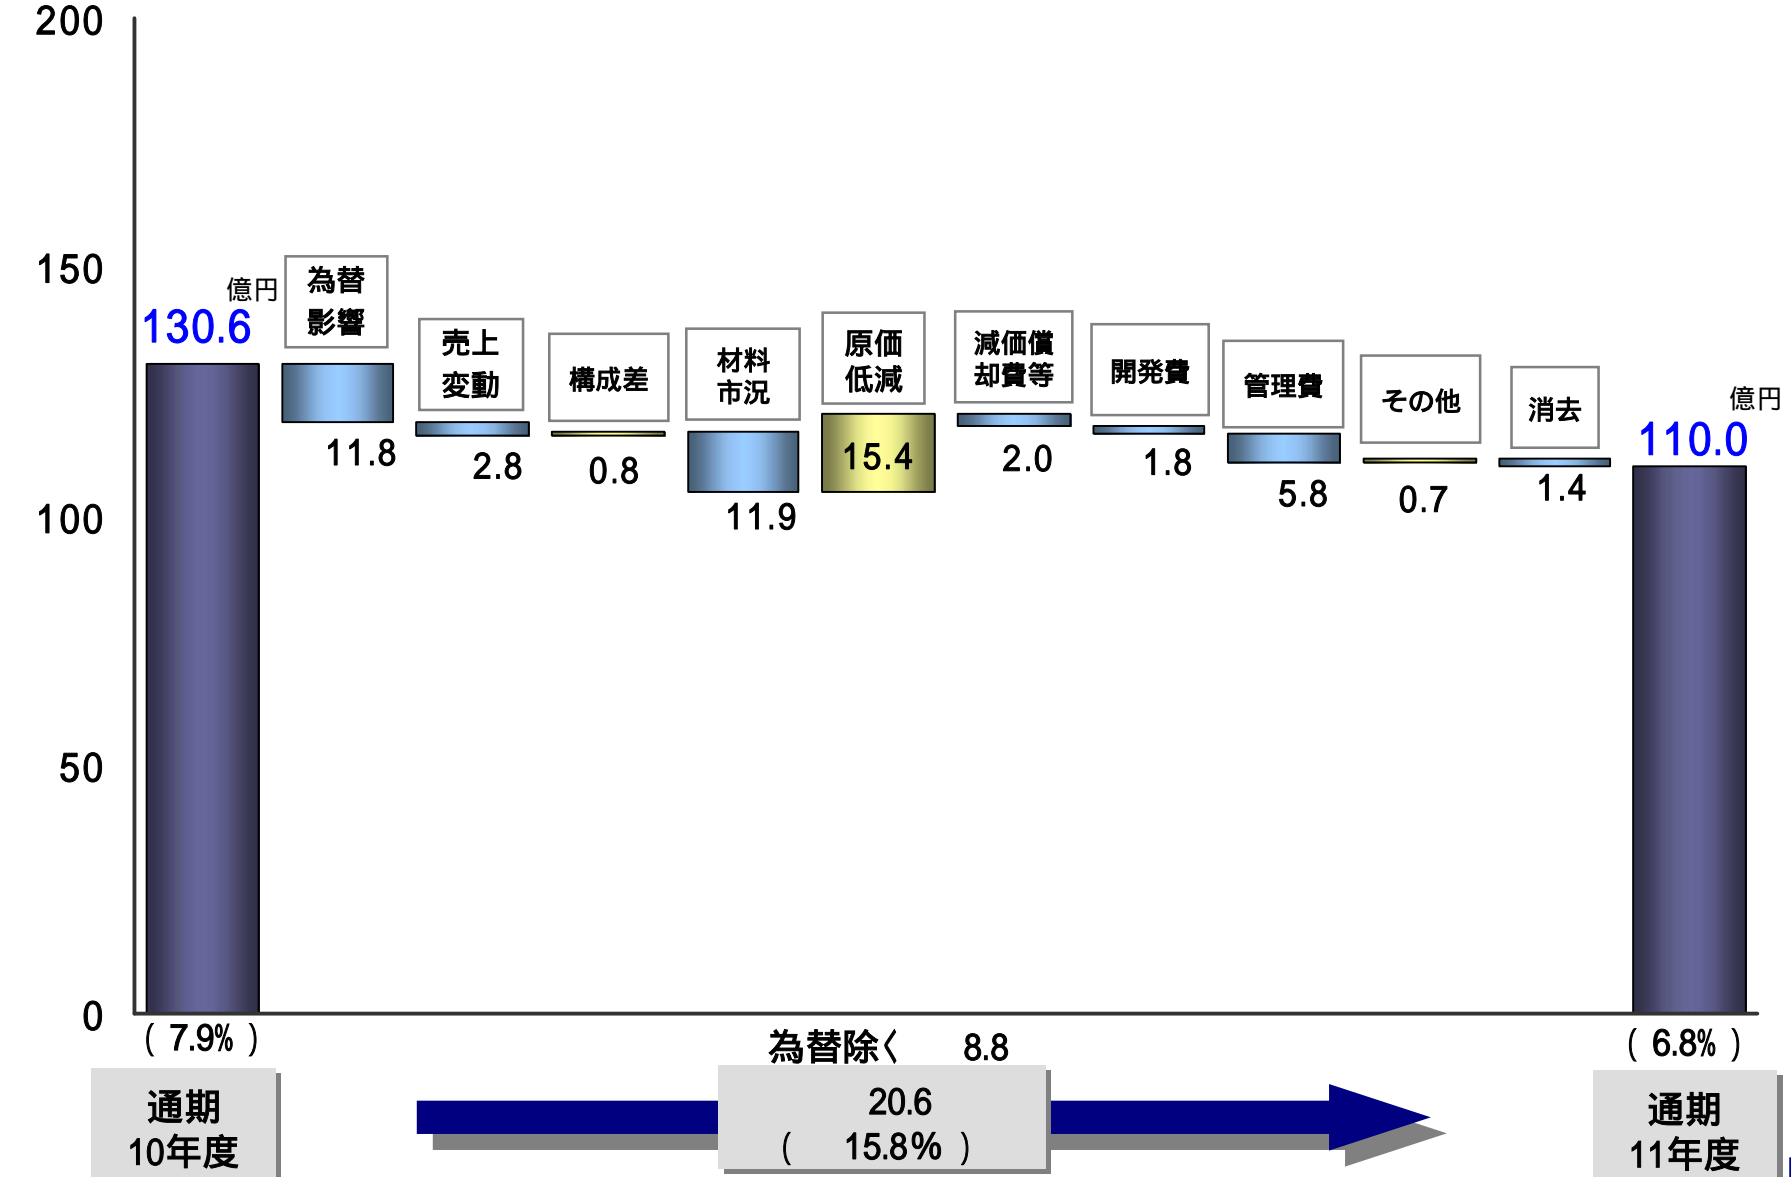 200
150
100
50
0
億円
130.6
為替
影響
11.8
売上
変動
2.8
構成差
0.8
材料
市況
11.9
原価
低減
15.4
減価償
却費等
2.0
開発費
1.8
管理費
5.8
その他
0.7
消去
1.4
億円
110.0
( 7.9% )
通期
10年度
為替除く 8.8
20.6
( 15.8% )
( 6.8% )
通期
11年度